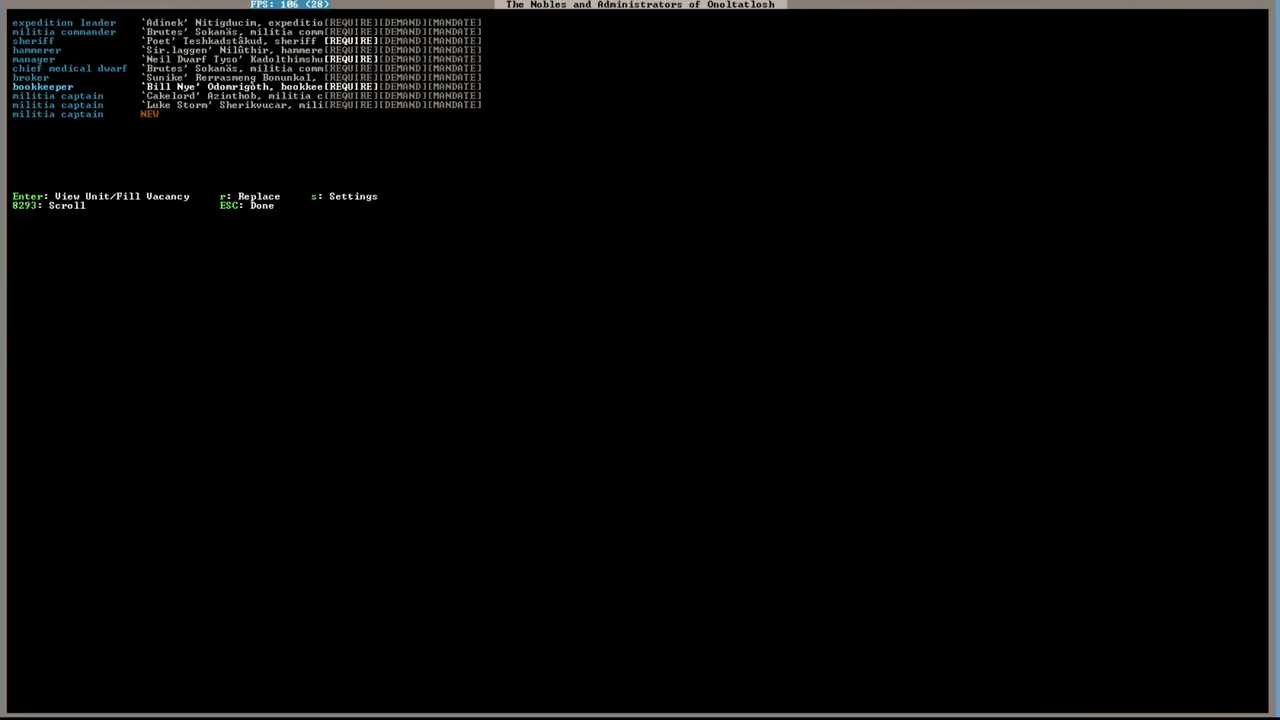 FPS: 106 (28)
The Nobles and Administrators of Onoltatlosh
expedition leader `Adinek' Nitigducim, expeditio[REQUIRE][DEMAND][MANDATE]
militia commander `Brutes' Sokanäs, militia comm[REQUIRE][DEMAND][MANDATE]
sheriff `Poet' Teshkadstâkud, sheriff [REQUIRE][DEMAND][MANDATE]
hammerer `Sir.laggen' Nilûthir, hammere[REQUIRE][DEMAND][MANDATE]
manager `Neil Dwarf Tyso' Kadolthimshu[REQUIRE][DEMAND][MANDATE]
chief medical dwarf `Brutes' Sokanäs, militia comm[REQUIRE][DEMAND][MANDATE]
broker `Sunike' Rerrasmeng Bonunkal, [REQUIRE][DEMAND][MANDATE]
bookkeeper `Bill Nye' Odomrigòth, bookkee[REQUIRE][DEMAND][MANDATE]
militia captain `Cakelord' Azinthob, militia c[REQUIRE][DEMAND][MANDATE]
militia captain `Luke Storm' Sherikvucar, mili[REQUIRE][DEMAND][MANDATE]
militia captain NEW
Enter: View Unit/Fill Vacancy r: Replace s: Settings
8293: Scroll ESC: Done